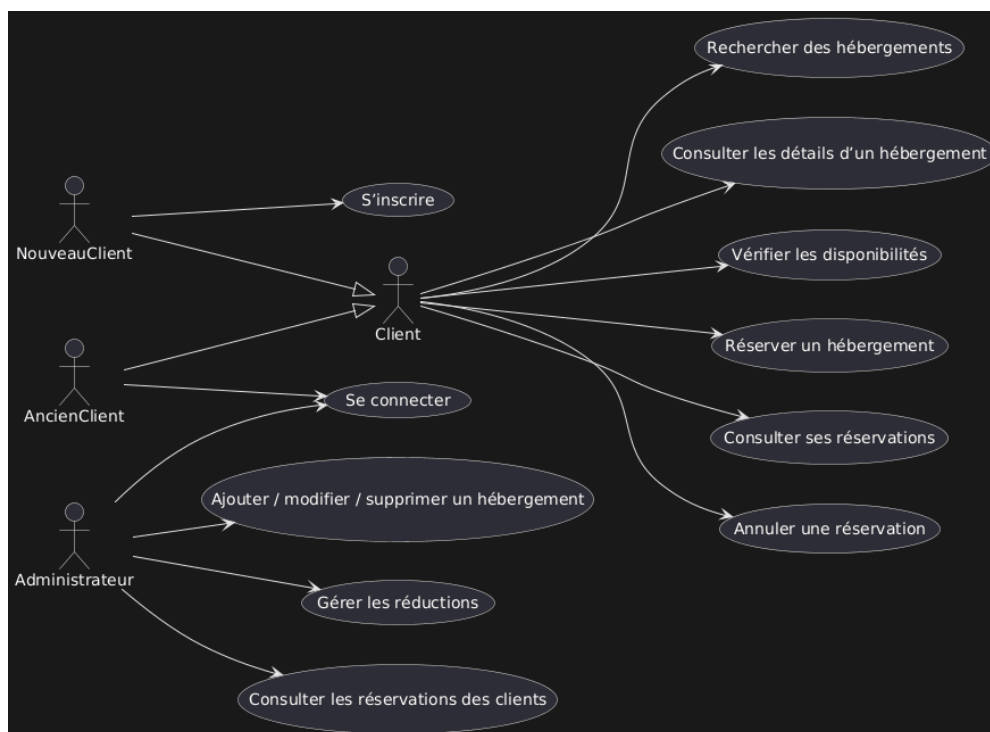 Rechercher des hébergements
Consulter les détails d’un hébergement
S’inscrire
NouveauClient
Vérifier les disponibilités
Client
Réserver un hébergement
AncienClient
Se connecter
Consulter ses réservations
Ajouter / modifier / supprimer un hébergement
Annuler une réservation
Administrateur
Gérer les réductions
Consulter les réservations des clients